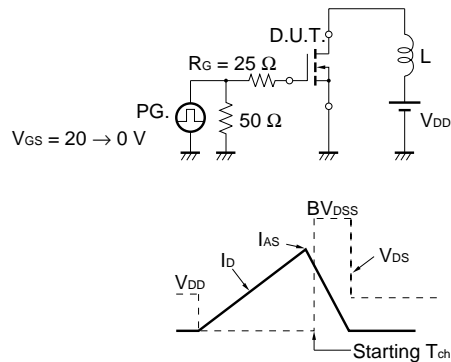 D.U.T.
RG = 25 Ω
L
PG.
50 Ω
VDD
VGS = 20 → 0 V
BVDSS
IAS
ID
VDD
VDS
Starting Tch